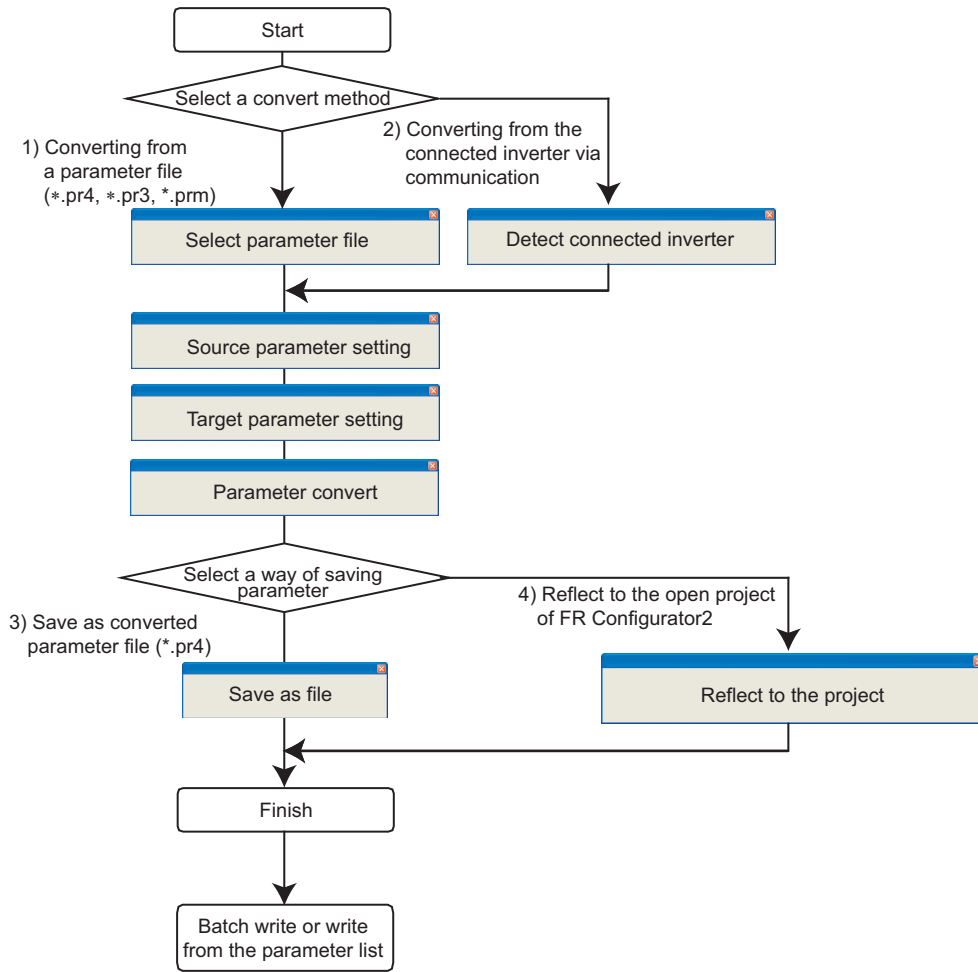 Start
Select a convert method
1) Converting from
a parameter file
(*.pr4, *.pr3, *.prm)
2) Converting from the
connected inverter via
communication
Select parameter file
Detect connected inverter
Source parameter setting
Target parameter setting
Parameter convert
Select a way of saving
parameter
3) Save as converted
parameter file (*.pr4)
4) Reflect to the open project
of FR Configurator2
Save as file
Reflect to the project
Finish
Batch write or write
from the parameter list